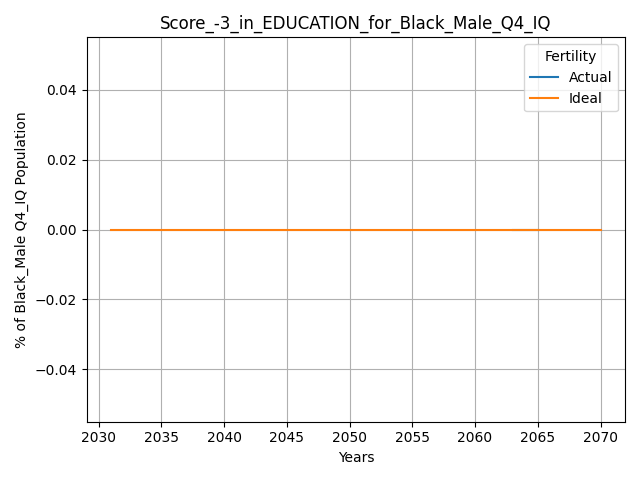 Score_-3_in_EDUCATION_for_Black_Male_Q4_IQ
Fertility
Actual
Ideal
% of Black_Male Q4_IQ Population
0.04
0.02
0.00
−0.02
−0.04
2030 2035 2040 2045 2050 2055 2060 2065 2070
Years